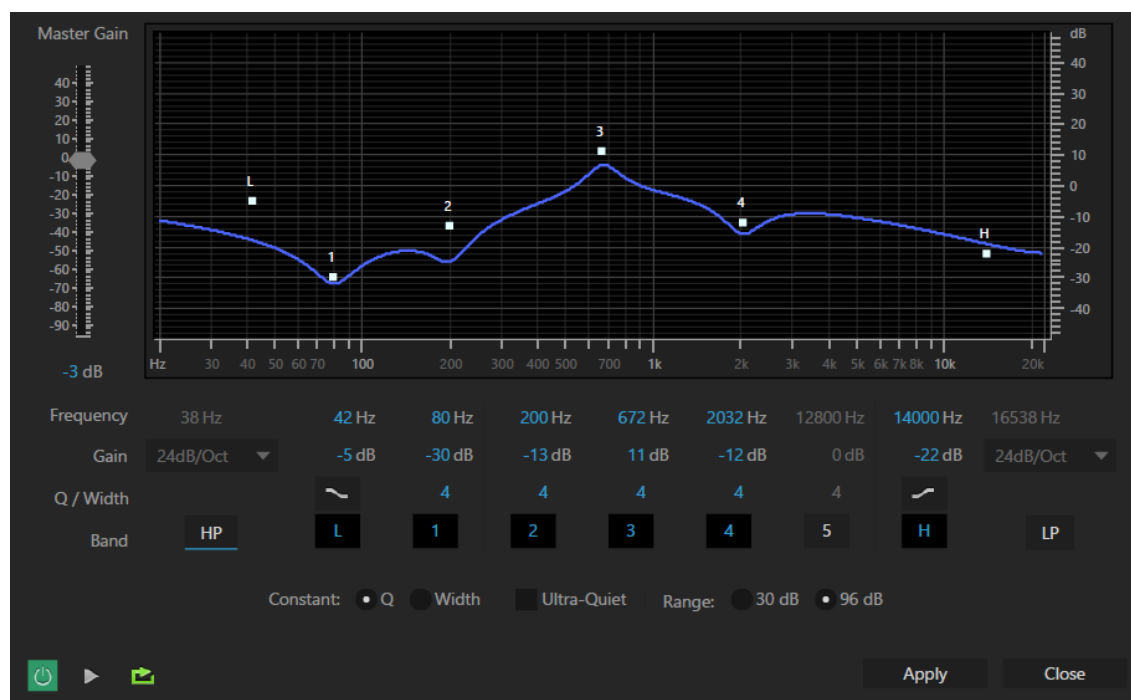 Master Gain
dB
40
30
20
10
0
-10
-20
-30
-40
-50
-60
-70
-80
-90
-3 dB
L
1
2
3
4
H
40
30
20
10
0
-10
-20
-30
-40
Hz 30 40 50 60 70 100 200 300 400 500 700 1k 2k 3k 4k 5k 6k 7k 8k 10k 20k
Frequency 38 Hz 42 Hz 80 Hz 200 Hz 672 Hz 2032 Hz 12800 Hz 14000 Hz 16538 Hz
Gain 24dB/Oct -5 dB -30 dB -13 dB 11 dB -12 dB 0 dB -22 dB 24dB/Oct
Q / Width 4 4 4 4 4
Band HP L 1 2 3 4 5 H LP
Constant: Q Width Ultra-Quiet Range: 30 dB 96 dB
Apply Close